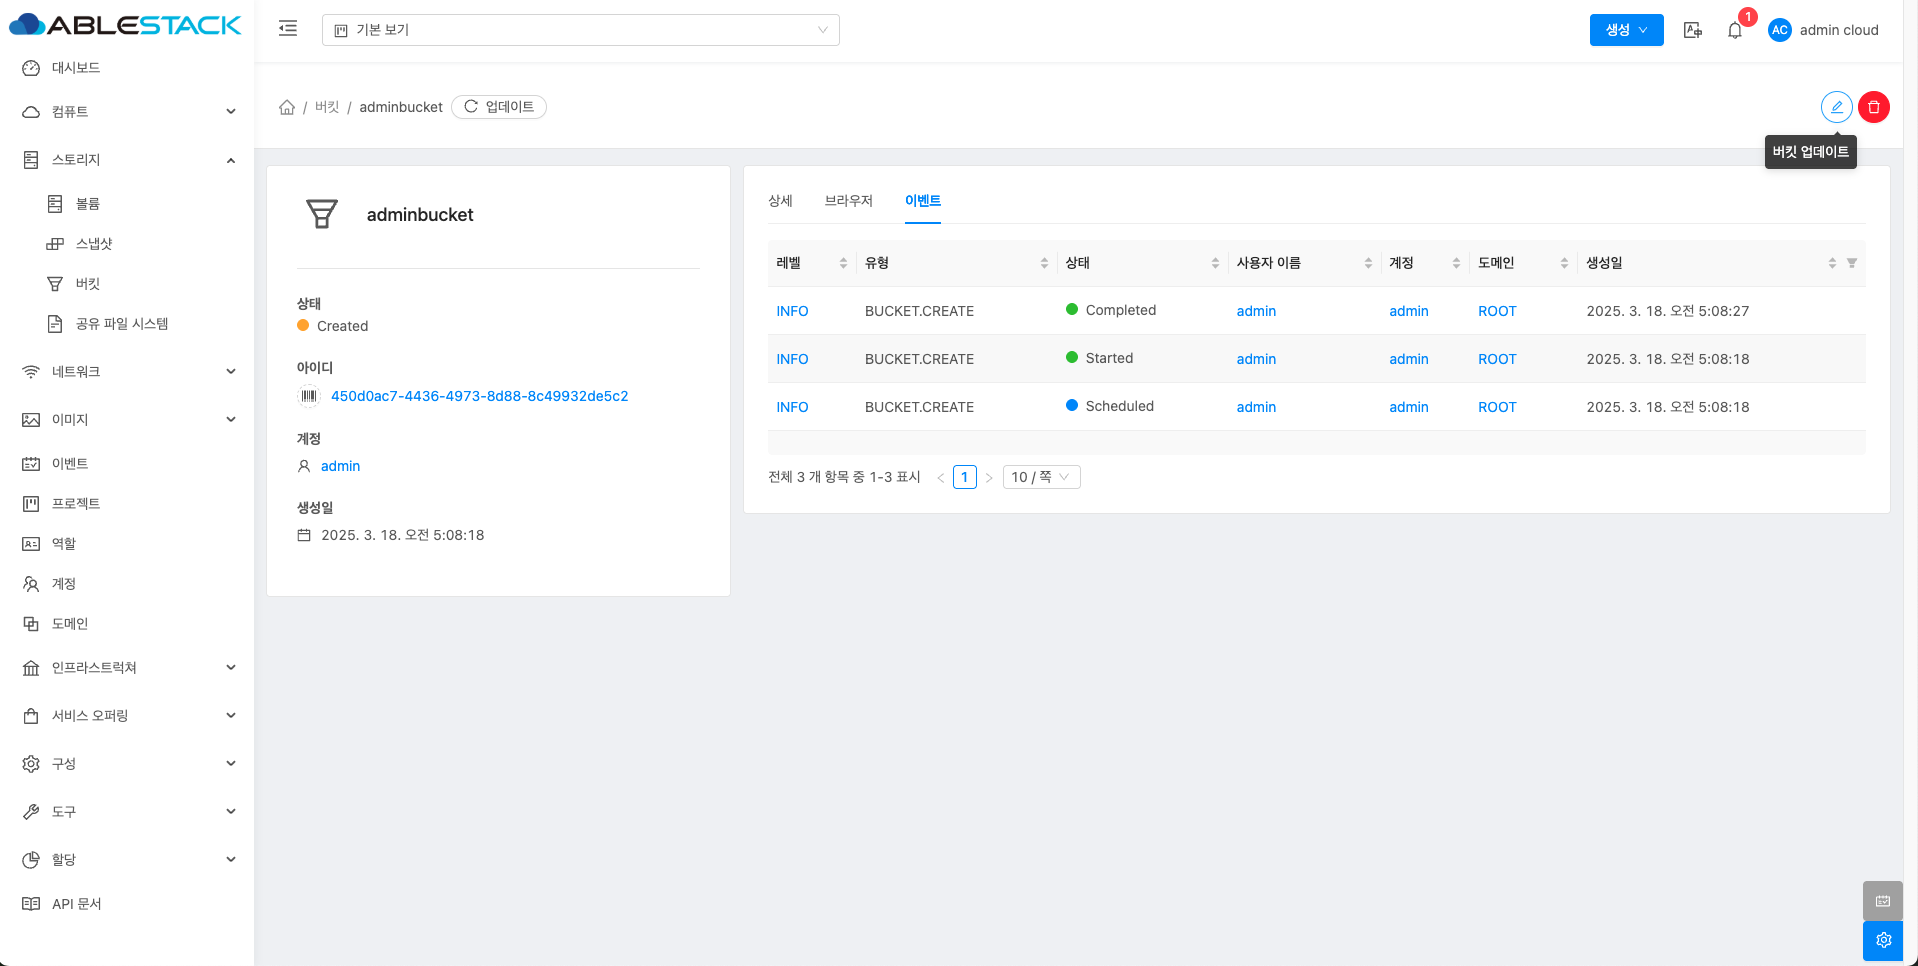 ABLESTACK
기본 보기
생성
1
AC
admin cloud
대시보드
컴퓨트
스토리지
볼륨
스냅샷
버킷
공유 파일 시스템
네트워크
이미지
이벤트
프로젝트
역할
계정
도메인
인프라스트럭쳐
서비스 오퍼링
구성
도구
할당
API 문서
/ 버킷 / adminbucket
업데이트
버킷 업데이트
adminbucket
상태
Created
아이디
450d0ac7-4436-4973-8d88-8c49932de5c2
계정
admin
생성일
2025. 3. 18. 오전 5:08:18
상세 브라우저 이벤트
레벨 유형 상태 사용자 이름 계정 도메인 생성일
INFO BUCKET.CREATE Completed admin admin ROOT 2025. 3. 18. 오전 5:08:27
INFO BUCKET.CREATE Started admin admin ROOT 2025. 3. 18. 오전 5:08:18
INFO BUCKET.CREATE Scheduled admin admin ROOT 2025. 3. 18. 오전 5:08:18
전체 3 개 항목 중 1-3 표시 < 1 > 10 / 쪽